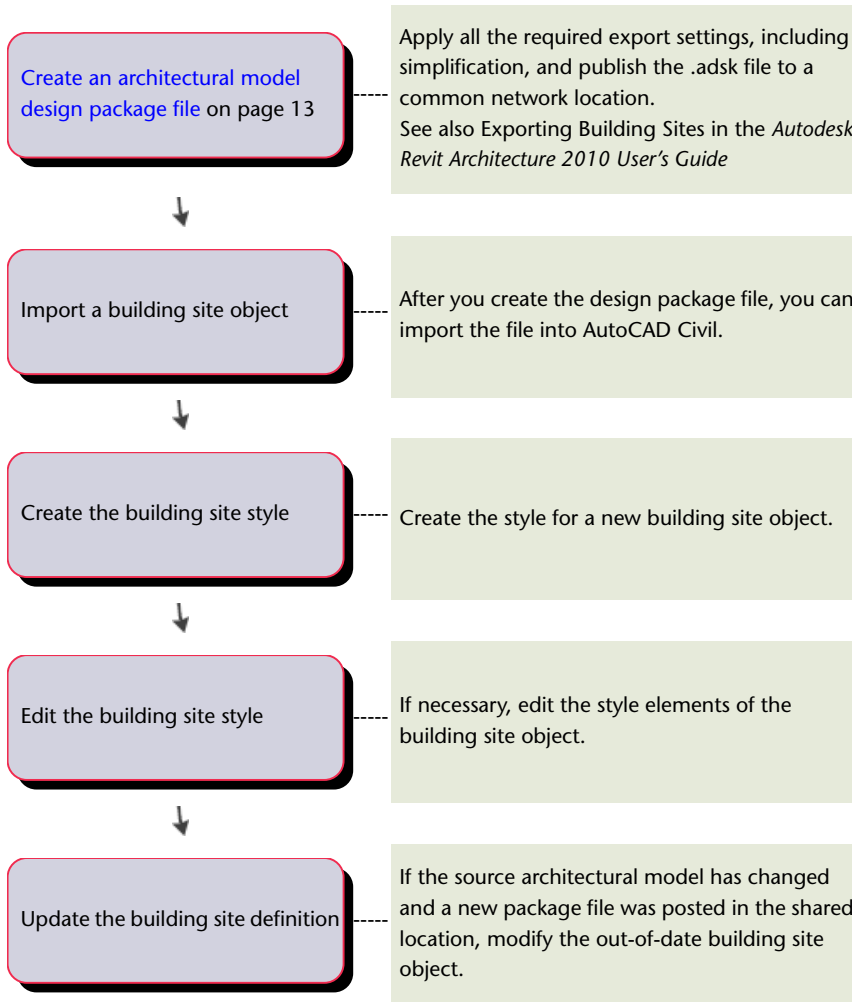 Create an architectural model
design package file on page 13
Apply all the required export settings, including
simplification, and publish the .adsk file to a
common network location.
See also Exporting Building Sites in the Autodesk
Revit Architecture 2010 User's Guide
Import a building site object
After you create the design package file, you can
import the file into AutoCAD Civil.
Create the building site style
Create the style for a new building site object.
Edit the building site style
If necessary, edit the style elements of the
building site object.
Update the building site definition
If the source architectural model has changed
and a new package file was posted in the shared
location, modify the out-of-date building site
object.